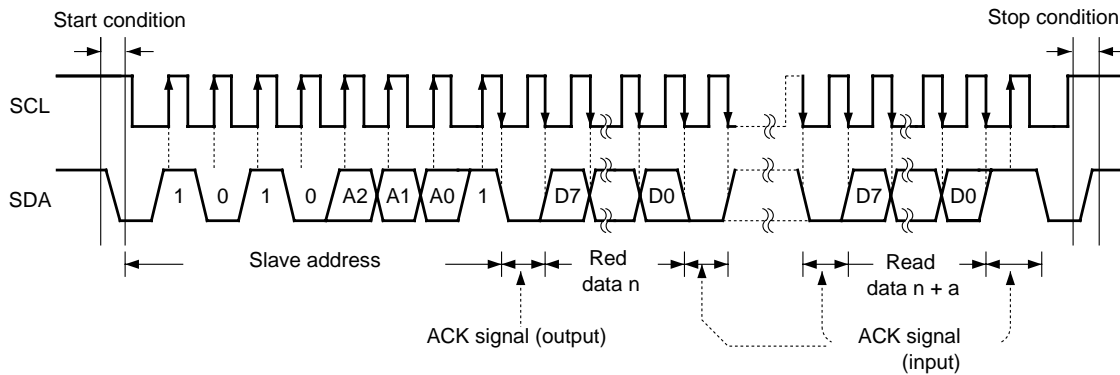 Start condition
Stop condition
SCL
SDA
1 0 1 0 A2 A1 A0 1 D7 D0 D7 D0
Slave address
Red
data n
Read
data n + a
ACK signal (output)
ACK signal
(input)